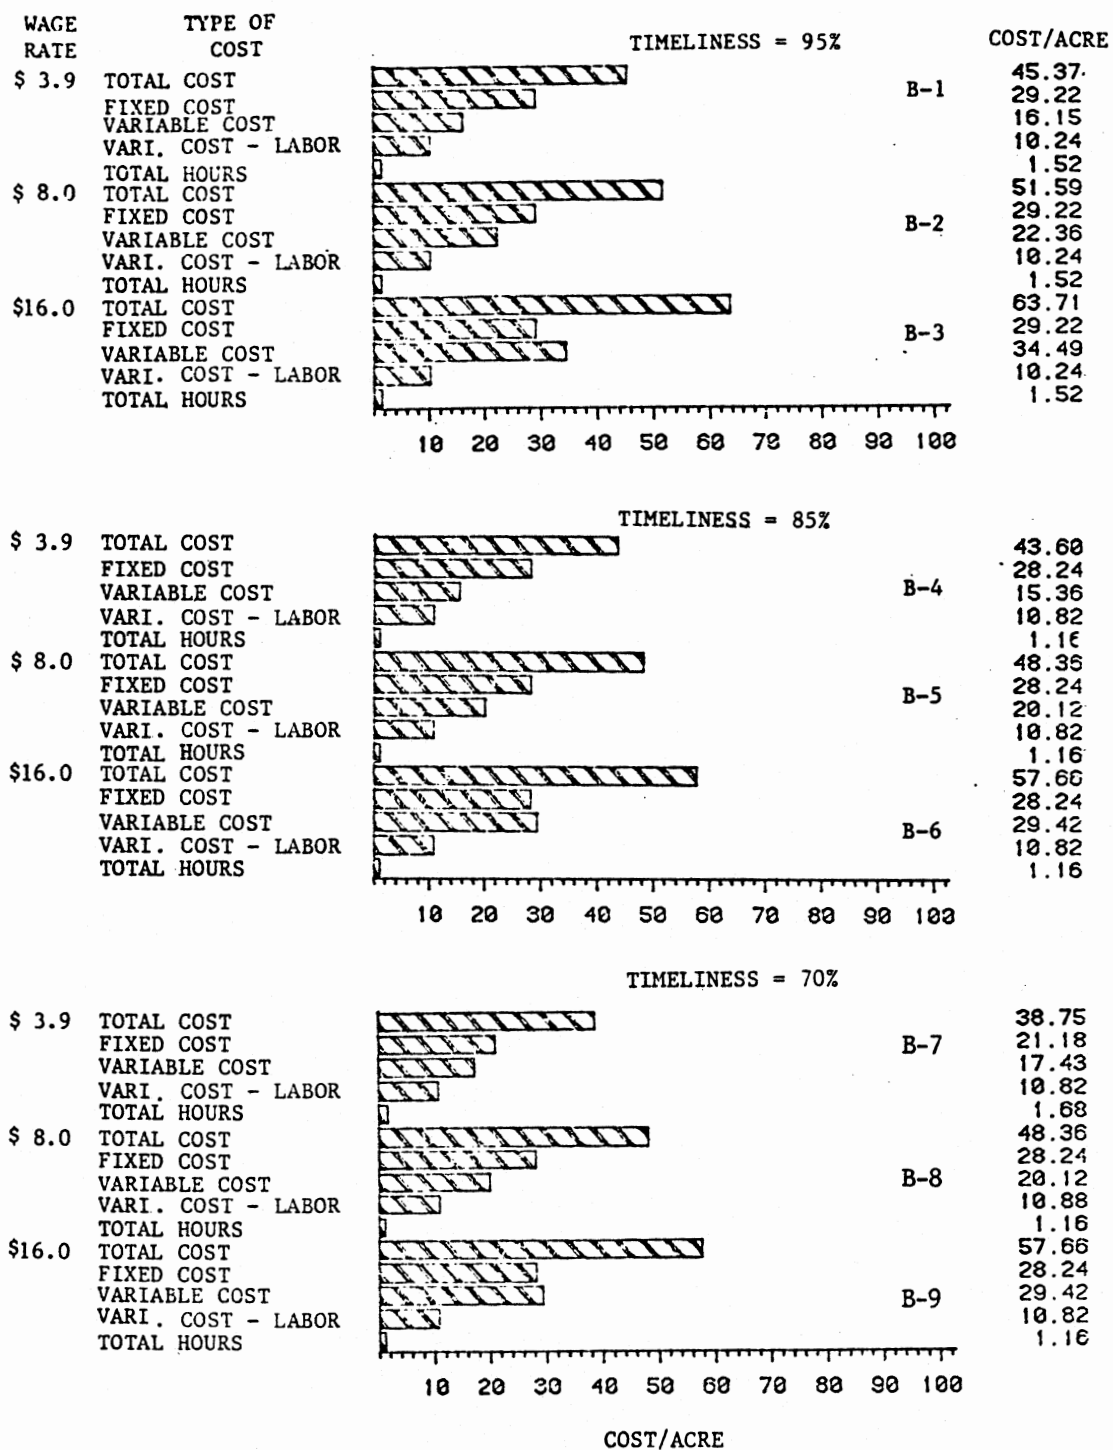 WAGE TYPE OF
RATE COST TIMELINESS = 95% COST/ACRE
$ 3.9 TOTAL COST 45.37
FIXED COST B-1 29.22
VARIABLE COST 16.15
VARI. COST - LABOR 10.24
TOTAL HOURS 1.52
$ 8.0 TOTAL COST 51.59
FIXED COST 29.22
VARIABLE COST B-2 22.36
VARI. COST - LABOR 10.24
TOTAL HOURS 1.52
$16.0 TOTAL COST 63.71
FIXED COST B-3 29.22
VARIABLE COST 34.49
VARI. COST - LABOR 10.24
TOTAL HOURS 1.52
10 20 30 40 50 60 70 80 90 100
TIMELINESS = 85%
$ 3.9 TOTAL COST 43.60
FIXED COST 28.24
VARIABLE COST B-4 15.36
VARI. COST - LABOR 10.82
TOTAL HOURS 1.16
$ 8.0 TOTAL COST 48.36
FIXED COST B-5 28.24
VARIABLE COST 20.12
VARI. COST - LABOR 10.82
TOTAL HOURS 1.16
$16.0 TOTAL COST 57.66
FIXED COST 28.24
VARIABLE COST B-6 29.42
VARI. COST - LABOR 10.82
TOTAL HOURS 1.16
10 20 30 40 50 60 70 80 90 100
TIMELINESS = 70%
$ 3.9 TOTAL COST 38.75
FIXED COST B-7 21.18
VARIABLE COST 17.43
VARI. COST - LABOR 10.82
TOTAL HOURS 1.68
$ 8.0 TOTAL COST 48.36
FIXED COST 28.24
VARIABLE COST B-8 20.12
VARI. COST - LABOR 10.88
TOTAL HOURS 1.16
$16.0 TOTAL COST 57.66
FIXED COST 28.24
VARIABLE COST B-9 29.42
VARI. COST - LABOR 10.82
TOTAL HOURS 1.16
10 20 30 40 50 60 70 80 90 100
COST/ACRE